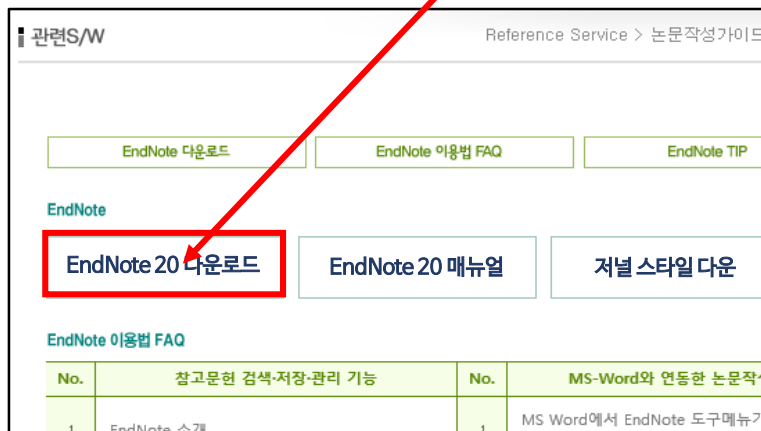 관련S/W
Reference Service > 논문작성가이드
EndNote 다운로드
EndNote 이용법 FAQ
EndNote TIP
EndNote
EndNote 20 다운로드
EndNote 20 매뉴얼
저널 스타일 다운
EndNote 이용법 FAQ
No. 참고문헌 검색·저장·관리 기능 No. MS-Word와 연동한 논문작
1 EndNote 소개 1 MS Word에서 EndNote 도구메뉴가